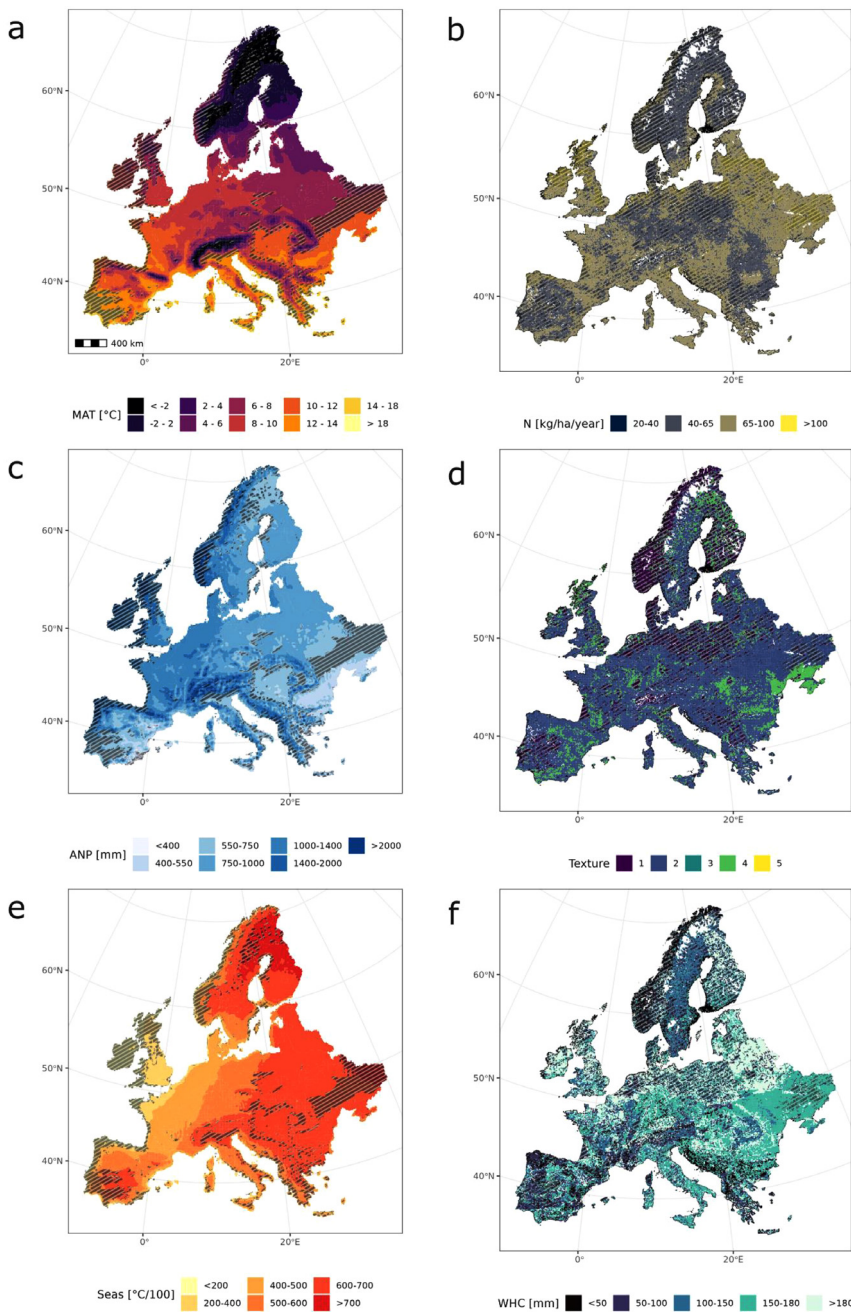 a
60°N
50°N
40°N
400 km
0°
20°E
MAT [°C]
< -2
2 - 4
6 - 8
10 - 12
14 - 18
-2 - 2
4 - 6
8 - 10
12 - 14
> 18
b
60°N
50°N
40°N
0°
20°E
N [kg/ha/year]
20-40
40-65
65-100
>100
c
60°N
50°N
40°N
0°
20°E
ANP [mm]
<400
550-750
1000-1400
>2000
400-550
750-1000
1400-2000
d
60°N
50°N
40°N
0°
20°E
Texture
1
2
3
4
5
e
60°N
50°N
40°N
0°
20°E
Seas [°C/100]
<200
400-500
600-700
200-400
500-600
>700
f
60°N
50°N
40°N
0°
20°E
WHC [mm]
<50
50-100
100-150
150-180
>180